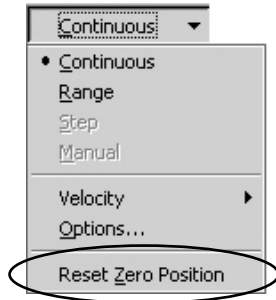 Continuous
Continuous
Range
Step
Manual
Velocity
Options...
Reset Zero Position